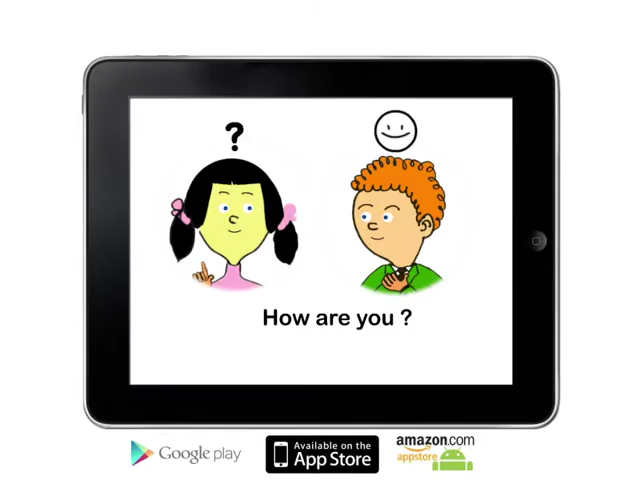 ?
How are you ?
Google play
Available on the
App Store
amazon.com
appstore